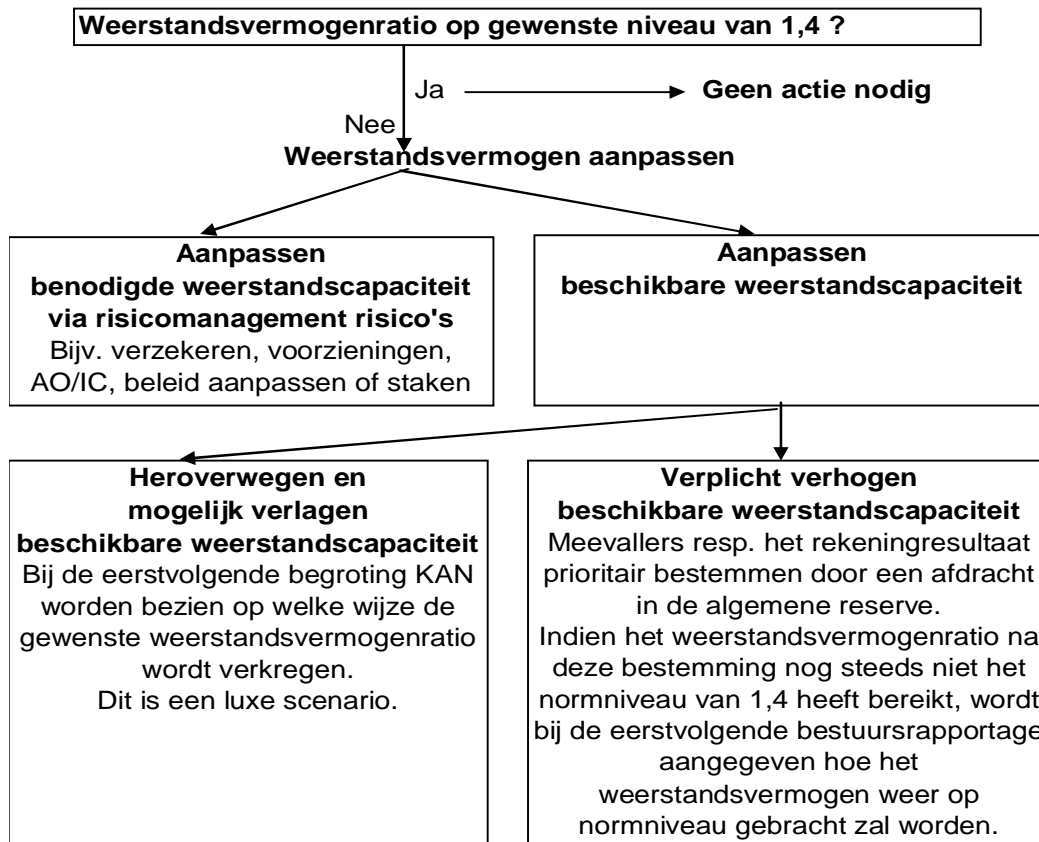 Weerstandsvermogenratio op gewenste niveau van 1,4 ?
Ja
Geen actie nodig
Nee
Weerstandsvermogen aanpassen
Aanpassen
benodigde weerstandscapaciteit
via risicomanagement risico's
Bijv. verzekeren, voorzieningen,
AO/IC, beleid aanpassen of staken
Aanpassen
beschikbare weerstandscapaciteit
Heroverwegen en
mogelijk verlagen
beschikbare weerstandscapaciteit
Bij de eerstvolgende begroting KAN
worden bezien op welke wijze de
gewenste weerstandsvermogenratio
wordt verkregen.
Dit is een luxe scenario.
Verplicht verhogen
beschikbare weerstandscapaciteit
Meevallers resp. het rekeningresultaat
prioritair bestemmen door een afdracht
in de algemene reserve.
Indien het weerstandsvermogenratio na
deze bestemming nog steeds niet het
normniveau van 1,4 heeft bereikt, wordt
bij de eerstvolgende bestuursrapportage
aangegeven hoe het
weerstandsvermogen weer op
normniveau gebracht zal worden.